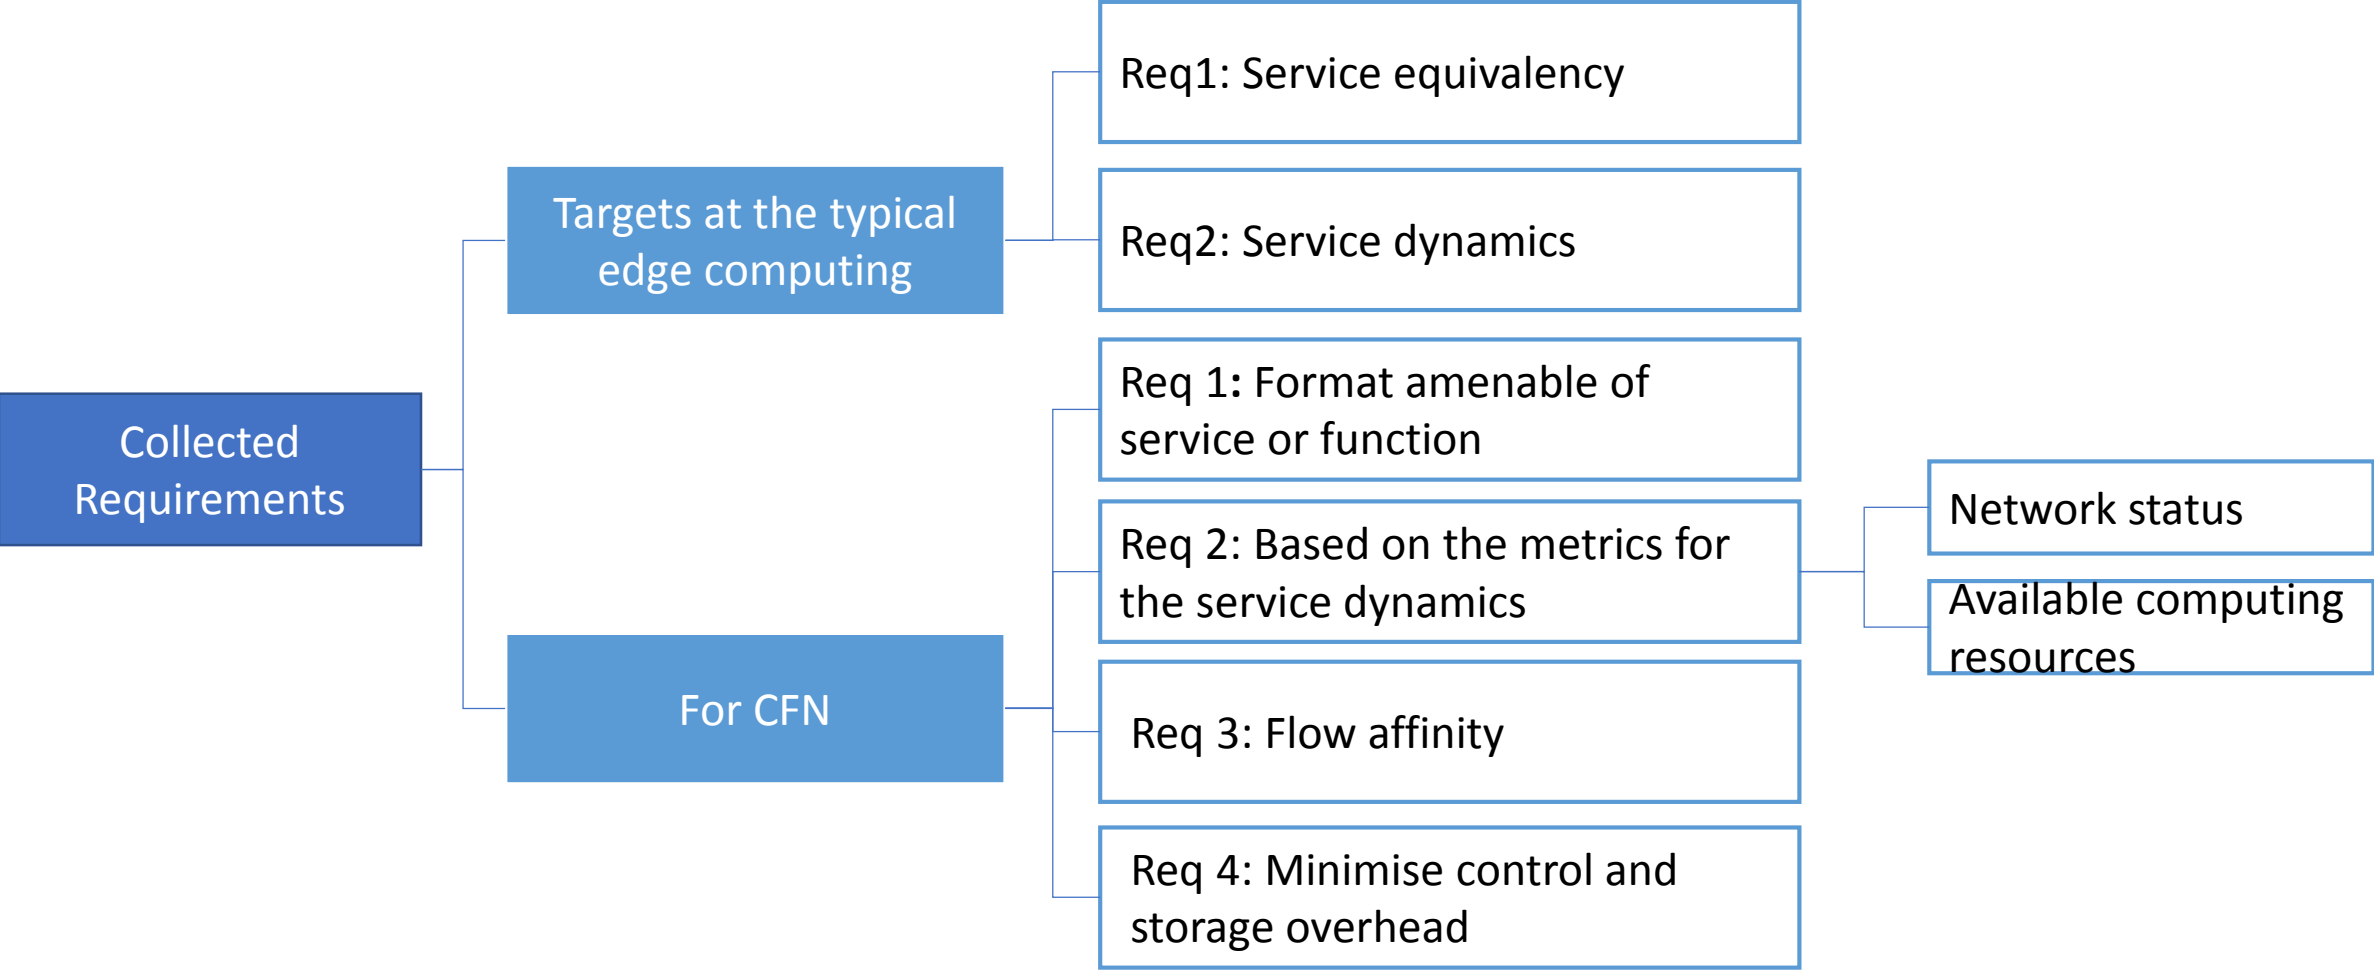 Collected
Requirements
Targets at the typical
edge computing
Req1: Service equivalency
Req2: Service dynamics
For CFN
Req 1: Format amenable of
service or function
Req 2: Based on the metrics for
the service dynamics
Network status
Available computing
resources
Req 3: Flow affinity
Req 4: Minimise control and
storage overhead